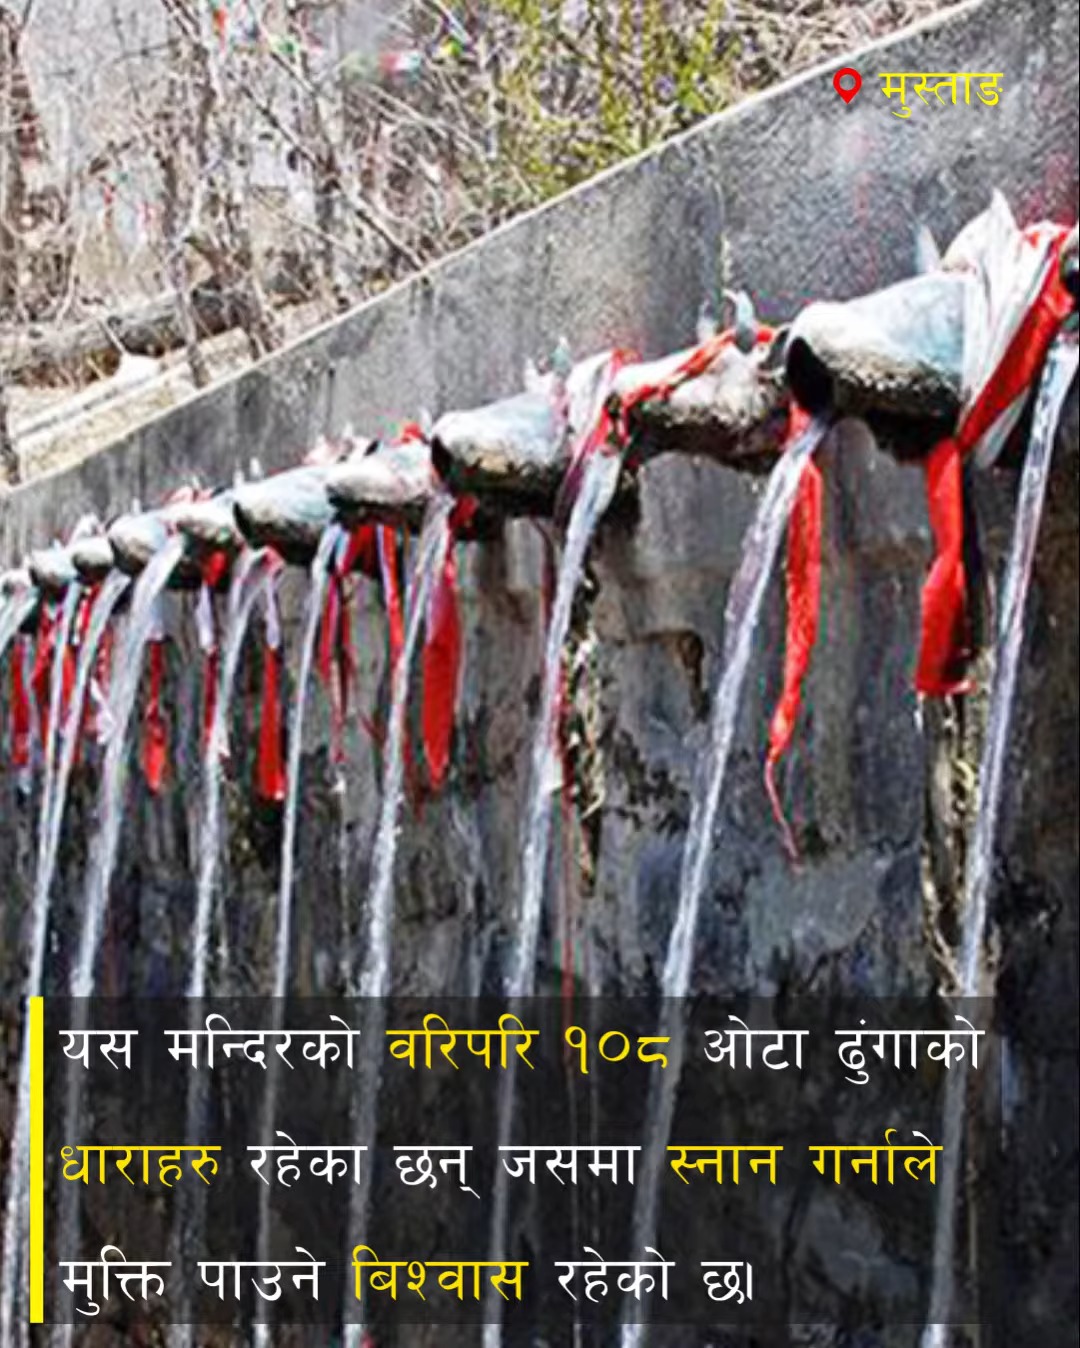 मुस्ताङ
यस मन्दिरको वरिपरि १०८ ओटा ढुंगाको
धाराहरु रहेका छन् जसमा स्नान गर्नाले
मुक्ति पाउने बिश्वास रहेको छ।